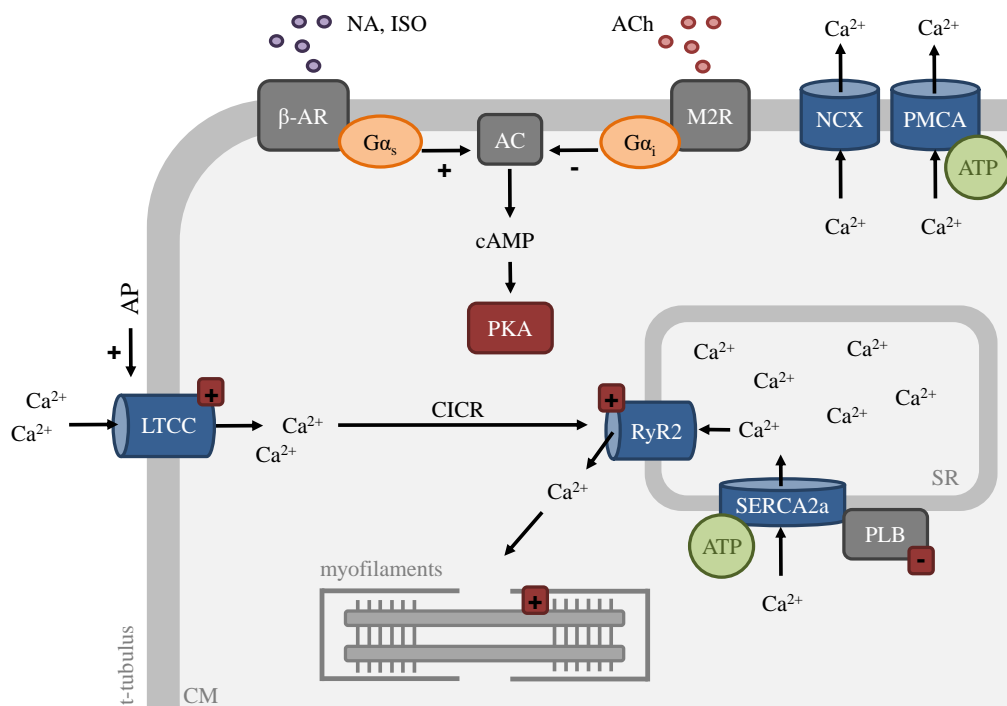 NA, ISO
ACh
Ca²⁺
Ca²⁺
β-AR
M2R
NCX
PMCA
Gαs
AC
Gαi
ATP
+
-
Ca²⁺
Ca²⁺
cAMP
AP
PKA
+
Ca²⁺
Ca²⁺
Ca²⁺
Ca²⁺
Ca²⁺
Ca²⁺
Ca²⁺
Ca²⁺
LTCC
+
Ca²⁺
Ca²⁺
CICR
+
RyR2
SR
SERCA2a
ATP
PLB
-
Ca²⁺
Ca²⁺
myofilaments
+
t-tubulus
CM